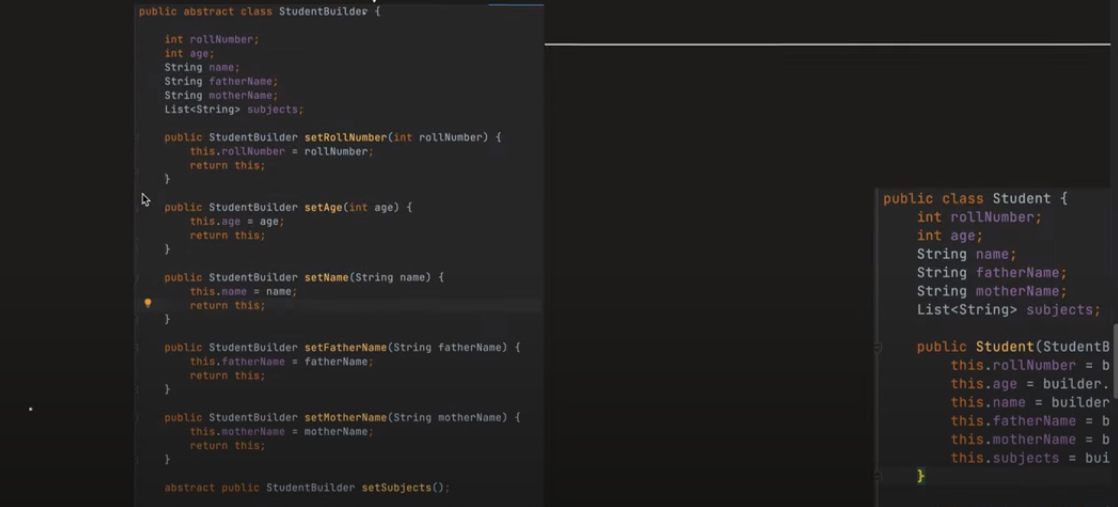 public abstract class StudentBuilder {
int rollNumber;
int age;
String name;
String fatherName;
String motherName;
List<String> subjects;
public StudentBuilder setRollNumber(int rollNumber) {
this.rollNumber = rollNumber;
return this;
}
public StudentBuilder setAge(int age) {
this.age = age;
return this;
}
public StudentBuilder setName(String name) {
this.name = name;
return this;
}
public StudentBuilder setFatherName(String fatherName) {
this.fatherName = fatherName;
return this;
}
public StudentBuilder setMotherName(String motherName) {
this.motherName = motherName;
return this;
}
abstract public StudentBuilder setSubjects();
public class Student {
int rollNumber;
int age;
String name;
String fatherName;
String motherName;
List<String> subjects;
public Student(StudentB
this.rollNumber = b
this.age = builder.
this.name = builder
this.fatherName = b
this.motherName = b
this.subjects = bui
}